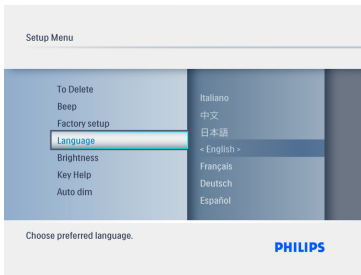 Setup Menu
To Delete
Beep
Factory setup
Language
Brightness
Key Help
Auto dim
Italiano
中文
日本語
< English >
Français
Deutsch
Español
Choose preferred language.
PHILIPS